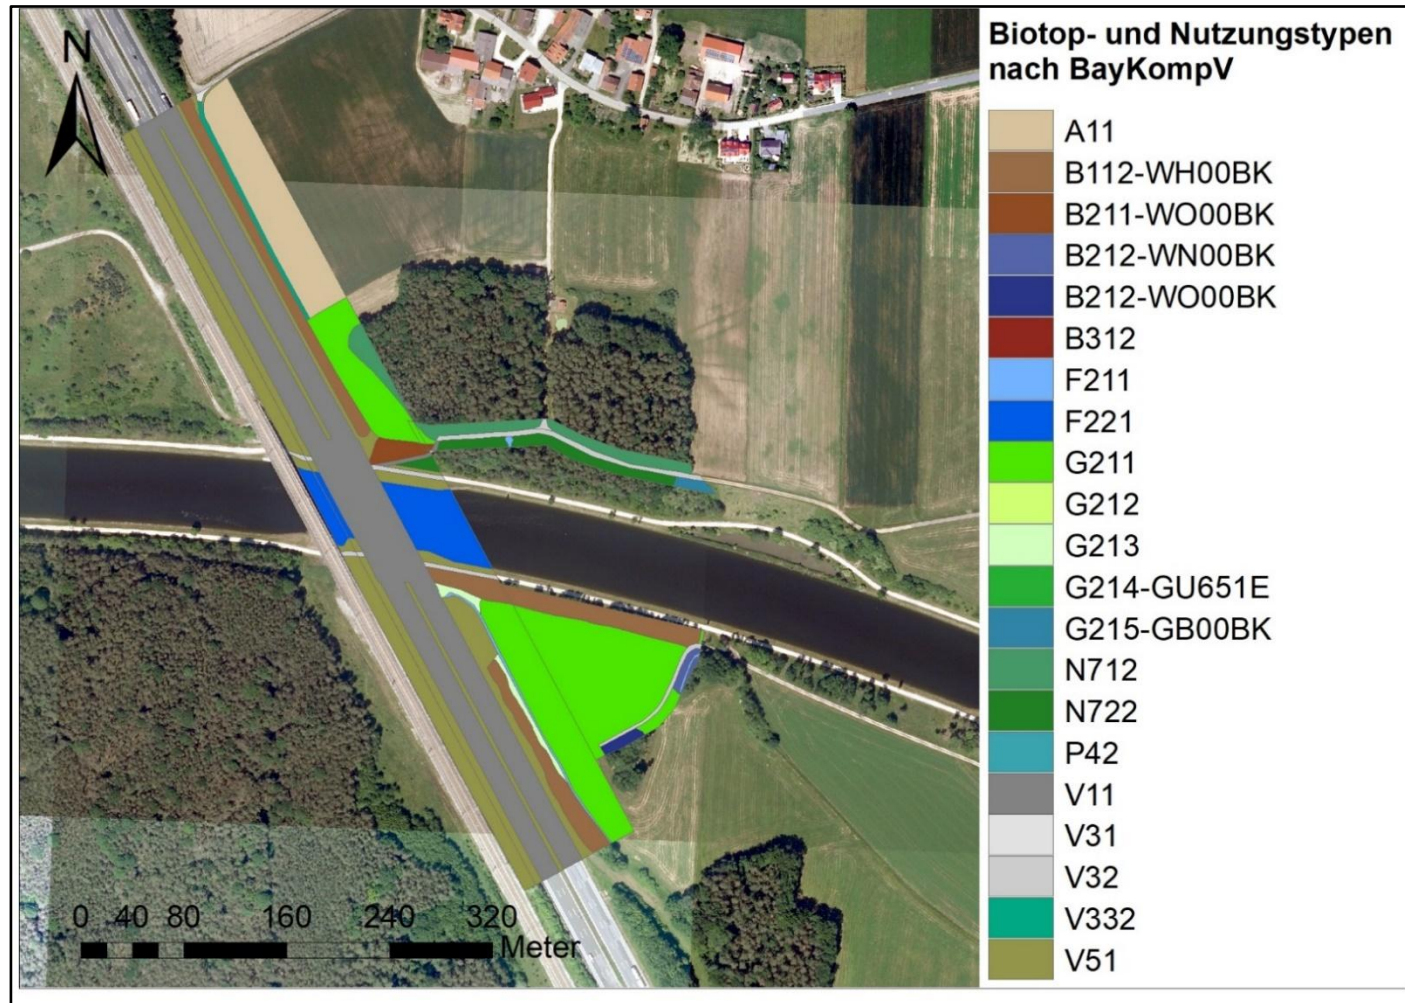 Biotop- und Nutzungstypen
nach BayKompV
N
A11
B112-WH00BK
B211-WO00BK
B212-WN00BK
B212-WO00BK
B312
F211
F221
G211
G212
G213
G214-GU651E
G215-GB00BK
N712
N722
P42
V11
V31
V32
V332
V51
0 40 80 160 240 320
Meter